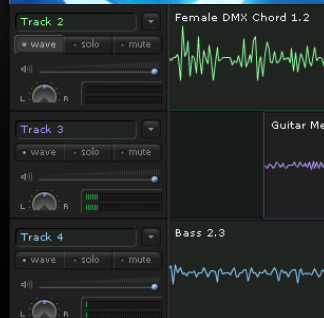 Track 2
Female DMX Chord 1.2
wave solo mute
L R
Track 3
Guitar Me
wave solo mute
L R
Track 4
Bass 2.3
wave solo mute
L R